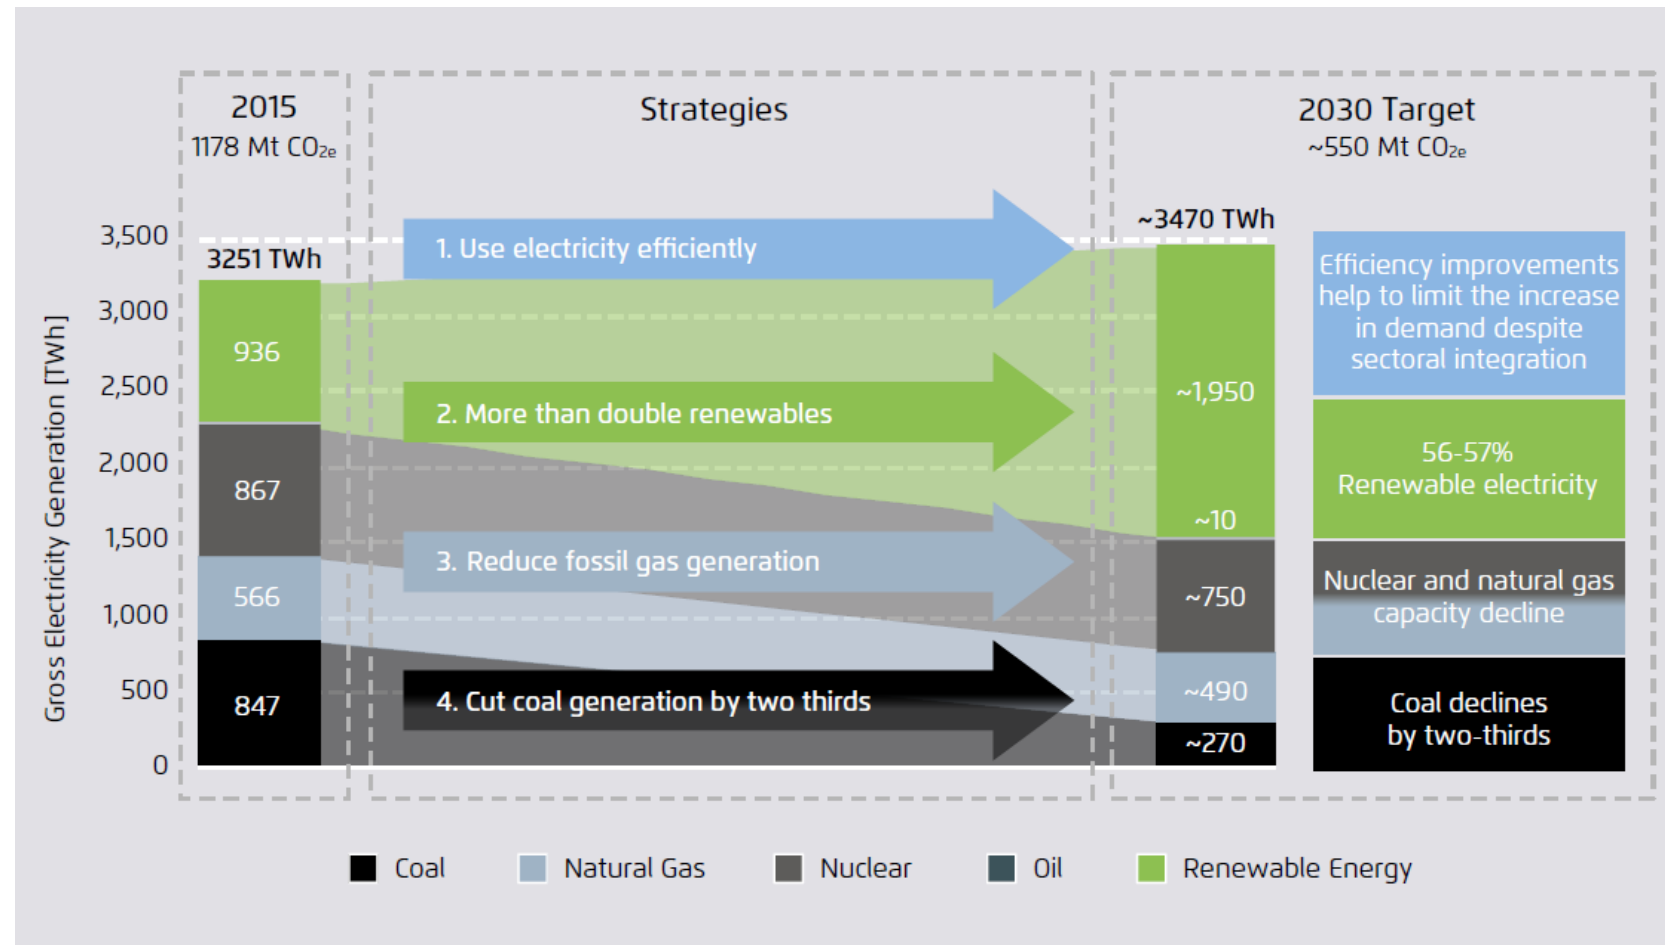 2015
1178 Mt CO2e
Strategies
2030 Target
~550 Mt CO2e
Gross Electricity Generation [TWh]
3,500
3,000
2,500
2,000
1,500
1,000
500
0
3251 TWh
936
867
566
847
1. Use electricity efficiently
2. More than double renewables
3. Reduce fossil gas generation
4. Cut coal generation by two thirds
~3470 TWh
~1,950
~10
~750
~490
~270
Efficiency improvements
help to limit the increase
in demand despite
sectoral integration
56-57%
Renewable electricity
Nuclear and natural gas
capacity decline
Coal declines
by two-thirds
Coal
Natural Gas
Nuclear
Oil
Renewable Energy